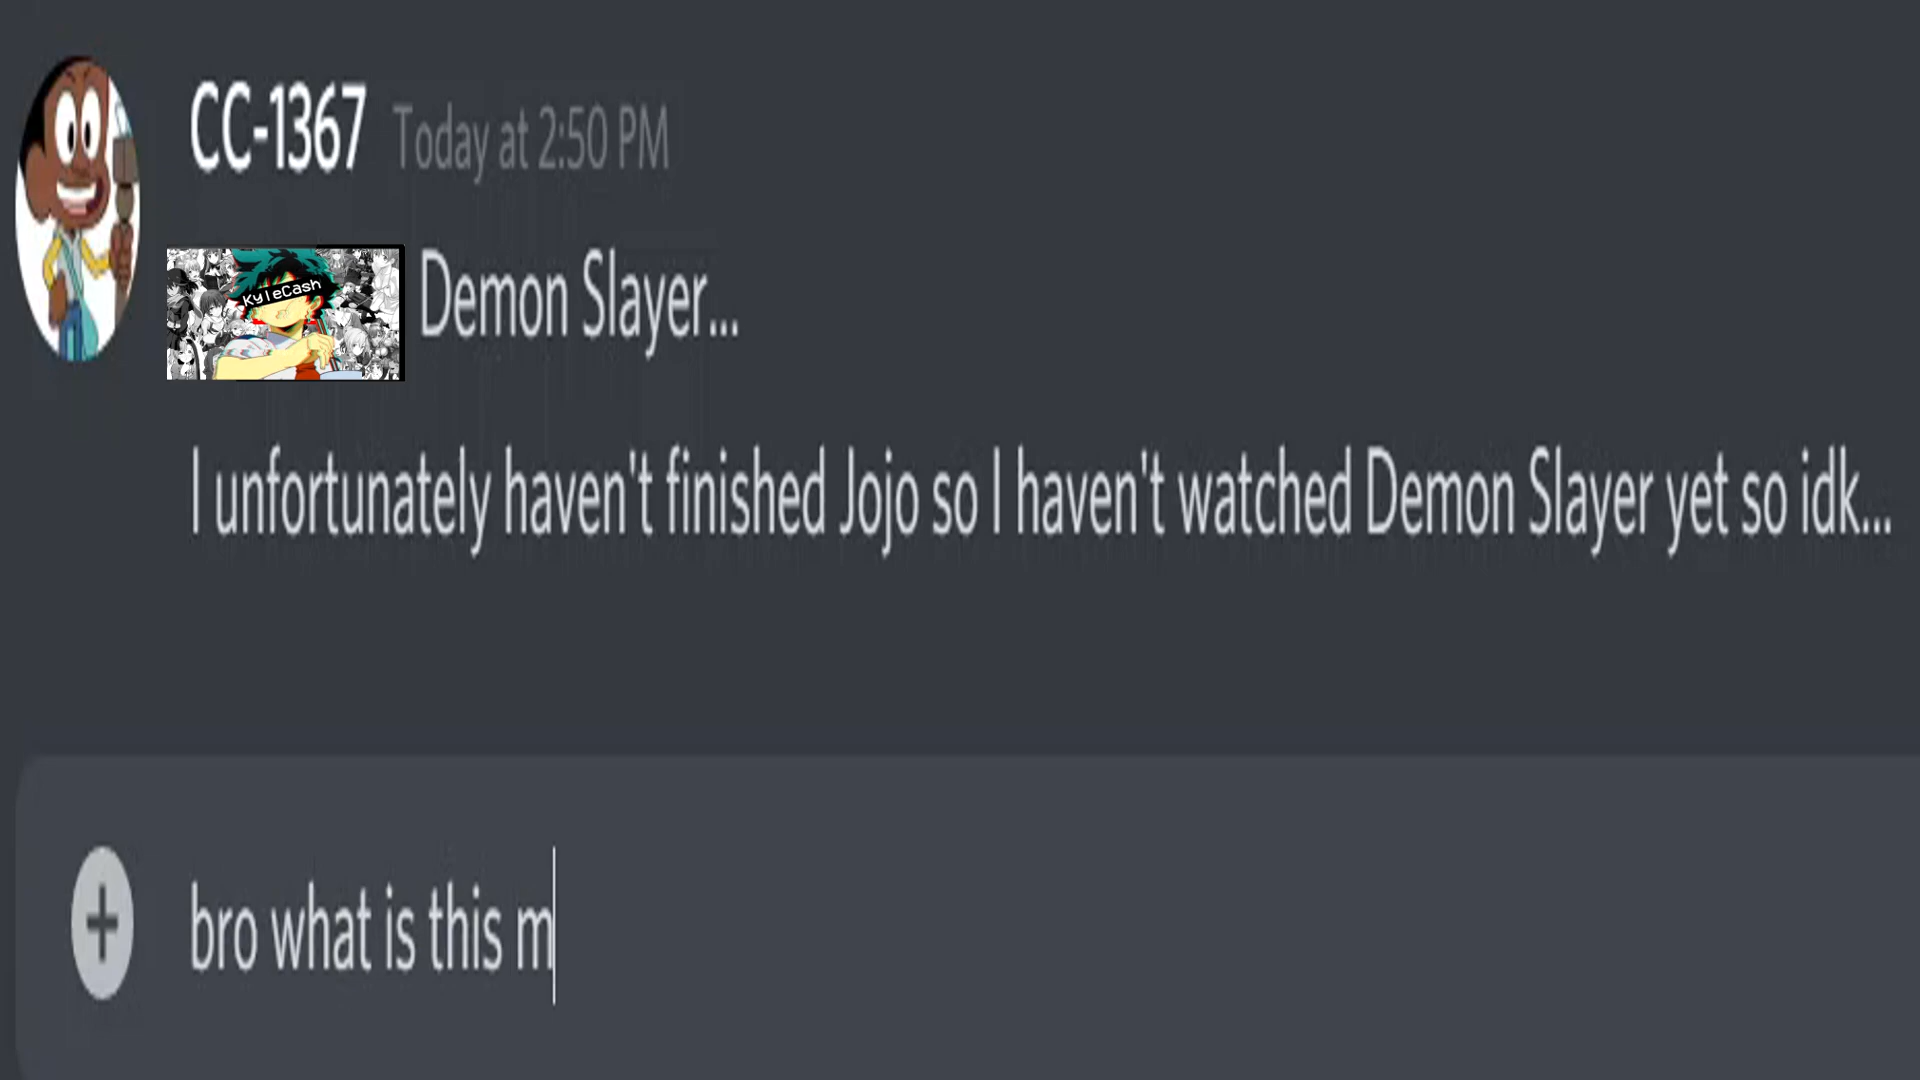 CC-1367 Today at 2:50 PM
KyleCash Demon Slayer...
I unfortunately haven't finished Jojo so I haven't watched Demon Slayer yet so idk...
+ bro what is this m